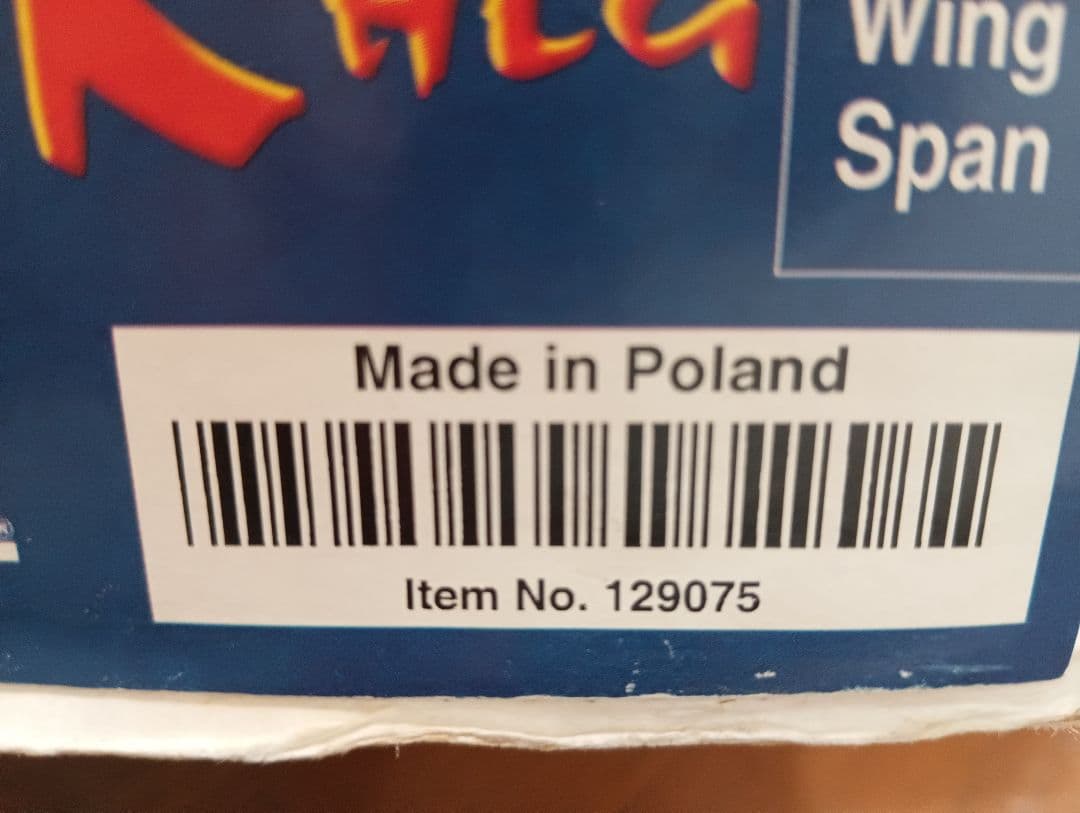 Wing
Span
Made in Poland
Item No. 129075